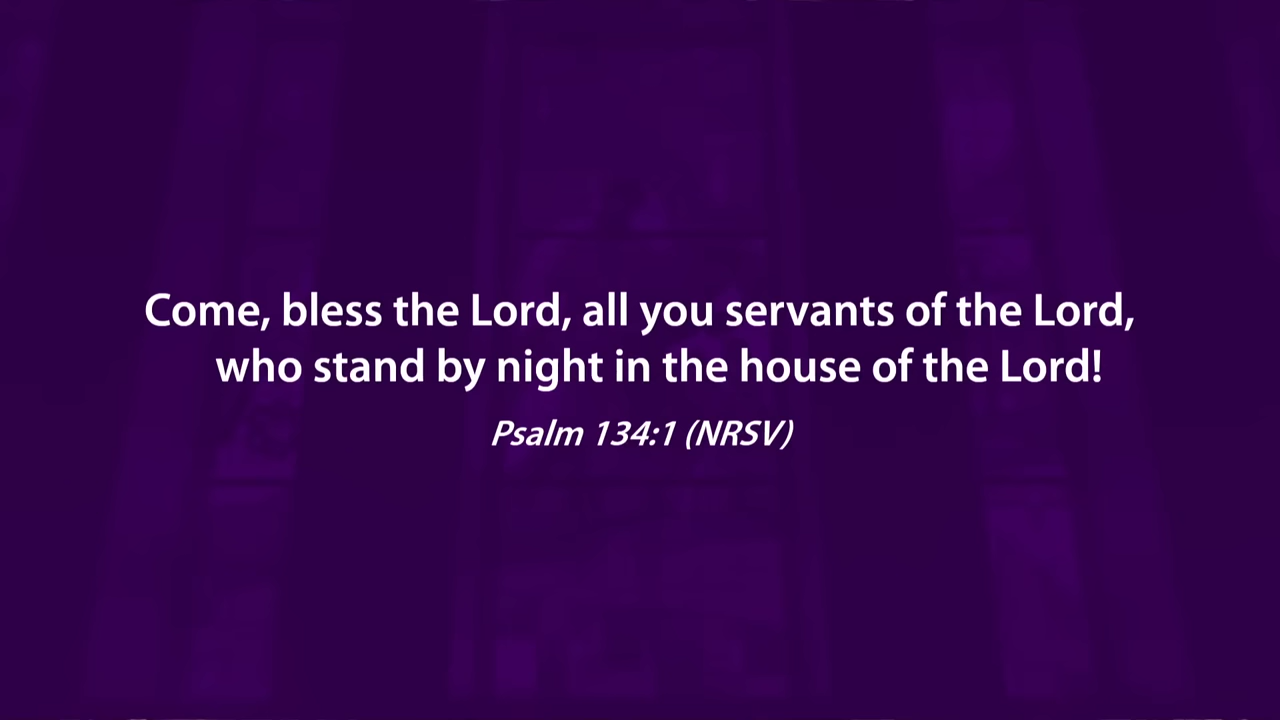 Come, bless the Lord, all you servants of the Lord,
who stand by night in the house of the Lord!
Psalm 134:1 (NRSV)